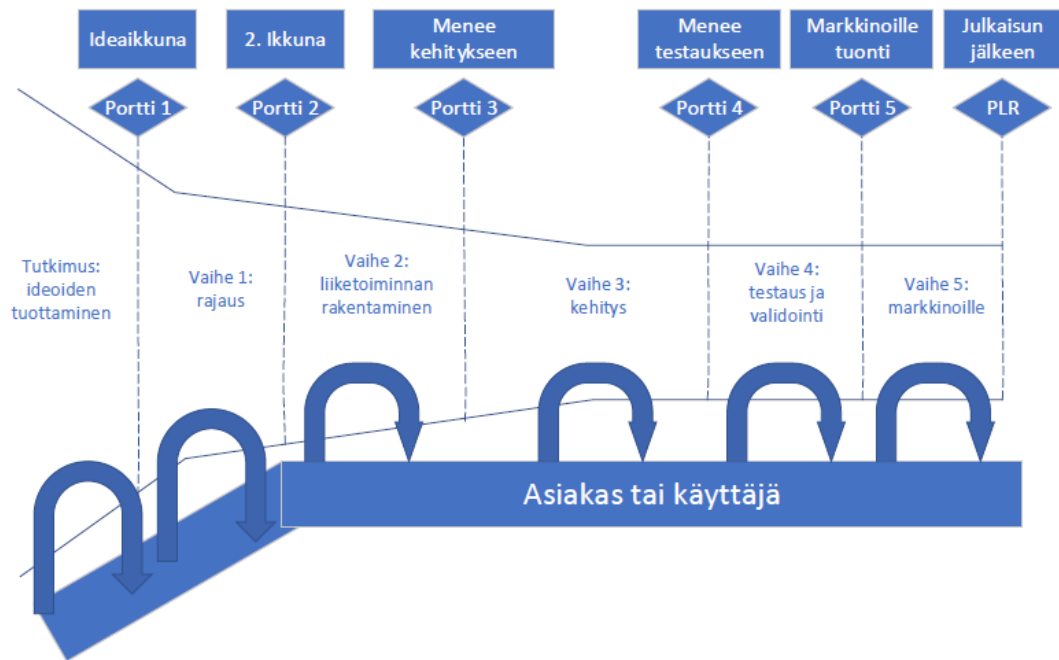 Ideaikkuna
2. Ikkuna
Menee
kehitykseen
Menee
testaukseen
Markkinoille
tuonti
Julkaisun
jälkeen
Portti 1
Portti 2
Portti 3
Portti 4
Portti 5
PLR
Tutkimus:
ideoiden
tuottaminen
Vaihe 1:
rajaus
Vaihe 2:
liiketoiminnan
rakentaminen
Vaihe 3:
kehitys
Vaihe 4:
testaus ja
validointi
Vaihe 5:
markkinoille
Asiakas tai käyttäjä